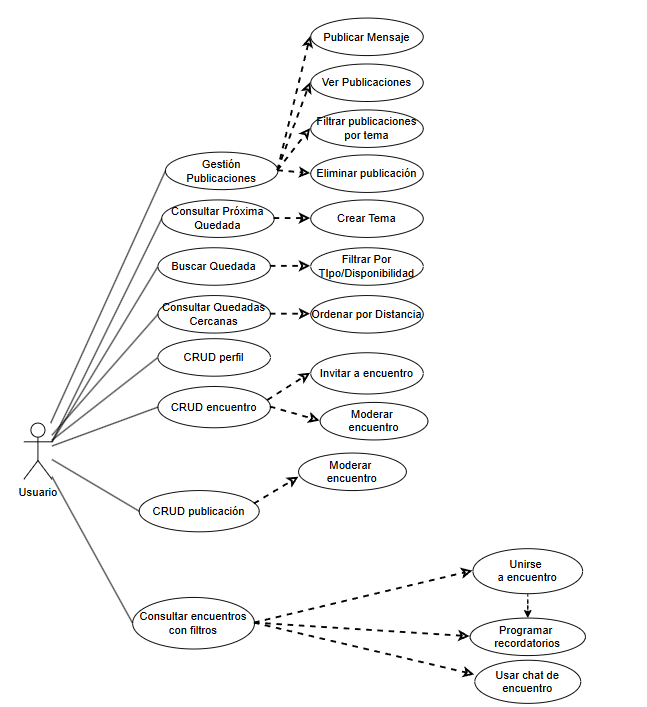 Publicar Mensaje
Ver Publicaciones
Filtrar publicaciones
por tema
Gestión
Publicaciones
Eliminar publicación
Consultar Próxima
Quedada
Crear Tema
Buscar Quedada
Filtrar Por
TIpo/Disponibilidad
Consultar Quedadas
Cercanas
Ordenar por Distancia
CRUD perfil
Invitar a encuentro
CRUD encuentro
Moderar
encuentro
Usuario
Moderar
encuentro
CRUD publicación
Unirse
a encuentro
Consultar encuentros
con filtros
Programar
recordatorios
Usar chat de
encuentro